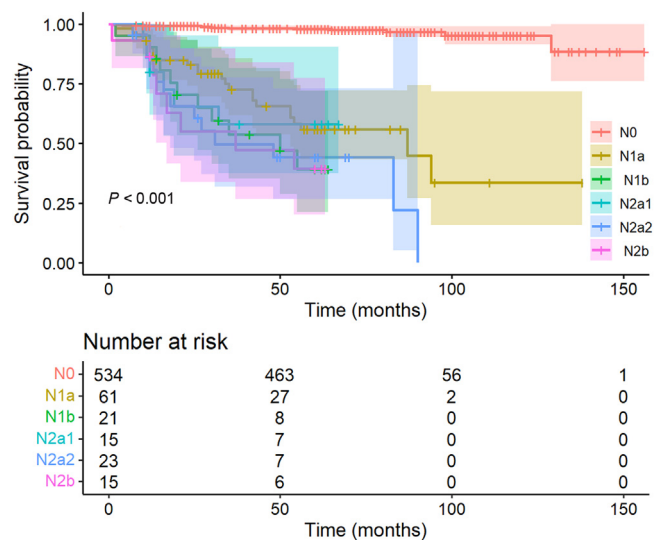 1.00
0.75
0.50
0.25
0.00
Survival probability
P < 0.001
N0
N1a
N1b
N2a1
N2a2
N2b
0 50 100 150
Time (months)
Number at risk
N0 534 463 56 1
N1a 61 27 2 0
N1b 21 8 0 0
N2a1 15 7 0 0
N2a2 23 7 0 0
N2b 15 6 0 0
0 50 100 150
Time (months)